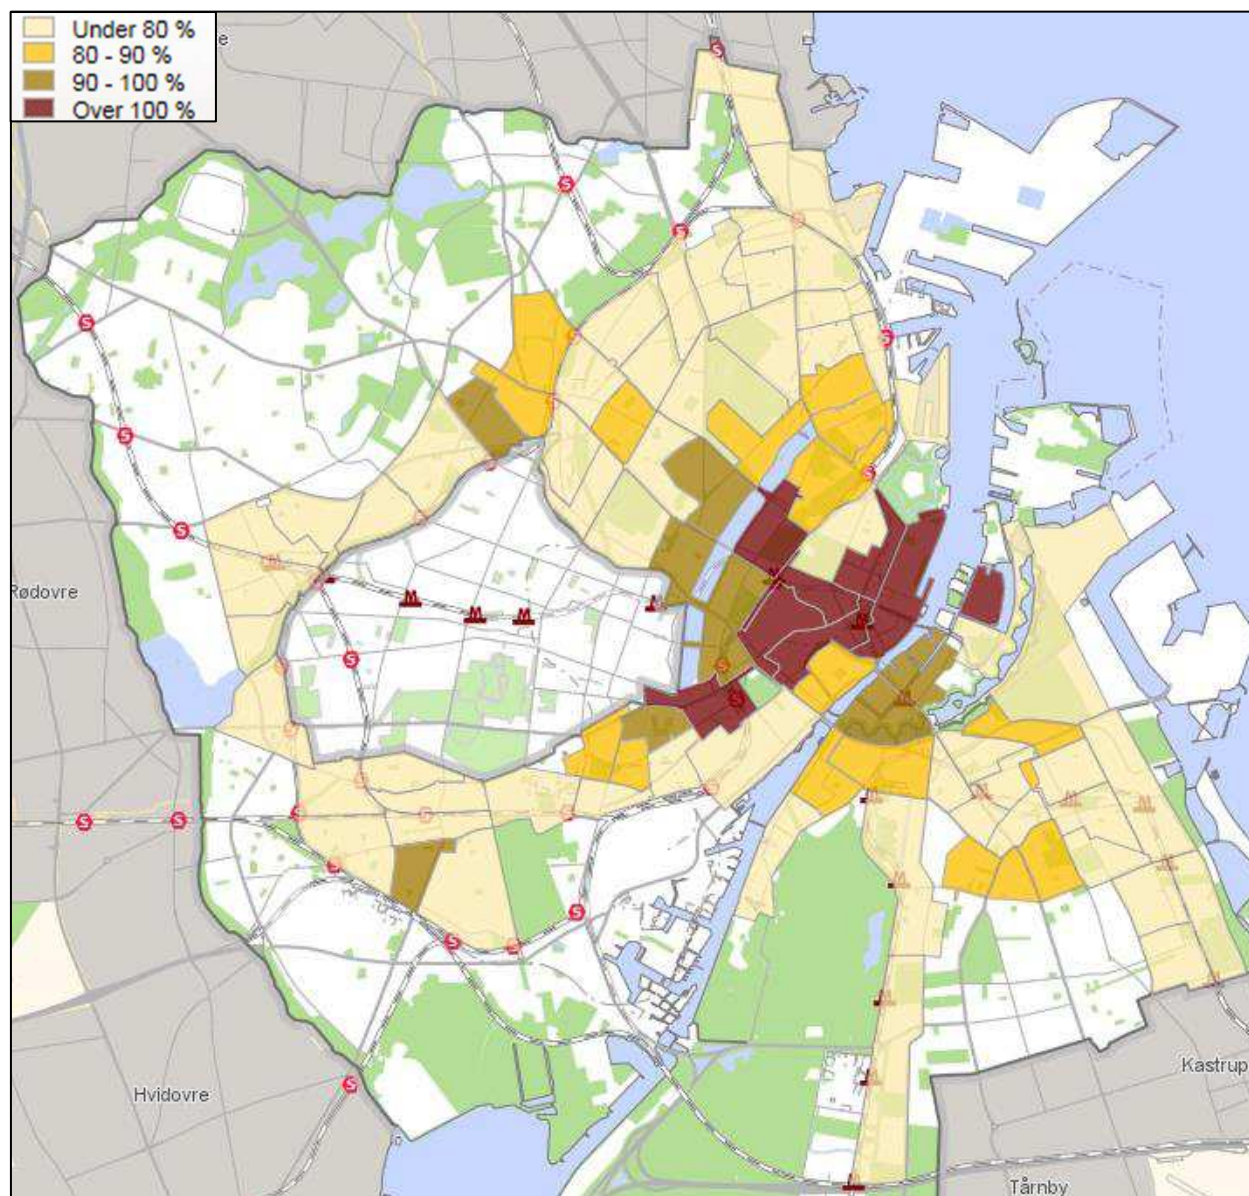 Under 80 %
80 - 90 %
90 - 100 %
Over 100 %
e
Rødovre
Hvidovre
Kastrup
Tårnby